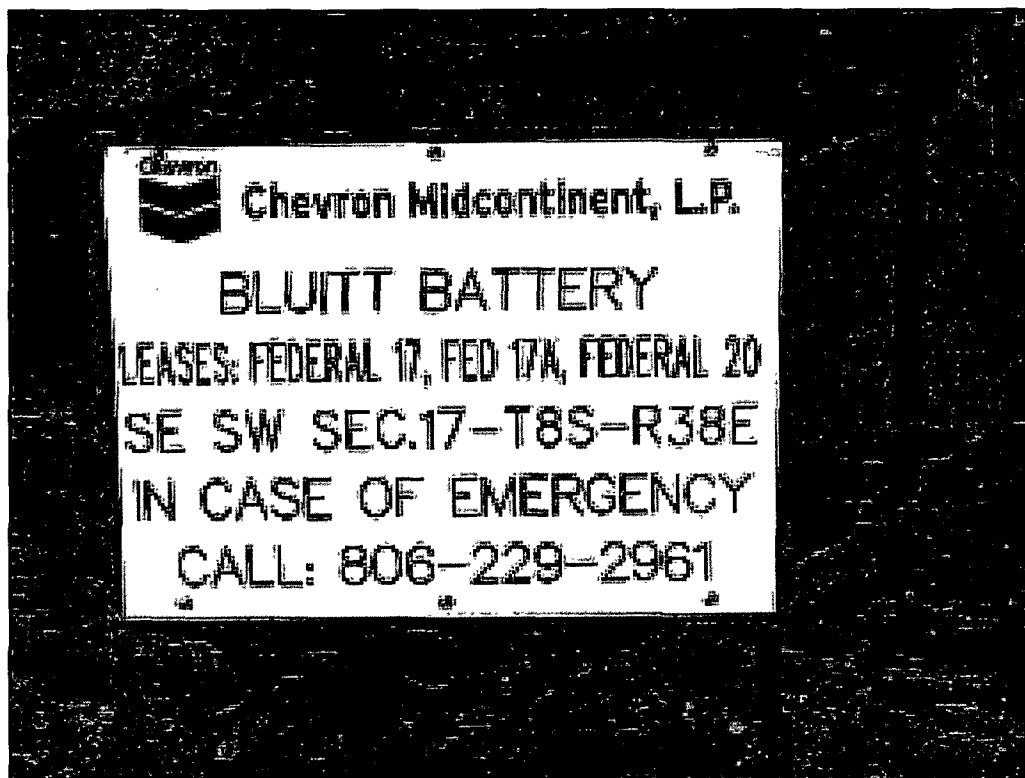 Chevron
Chevron Midcontinent, L.P.
BLUITT BATTERY
LEASES: FEDERAL 17, FED 17A, FEDERAL 20
SE SW SEC.17-T8S-R38E
IN CASE OF EMERGENCY
CALL: 806-229-2961